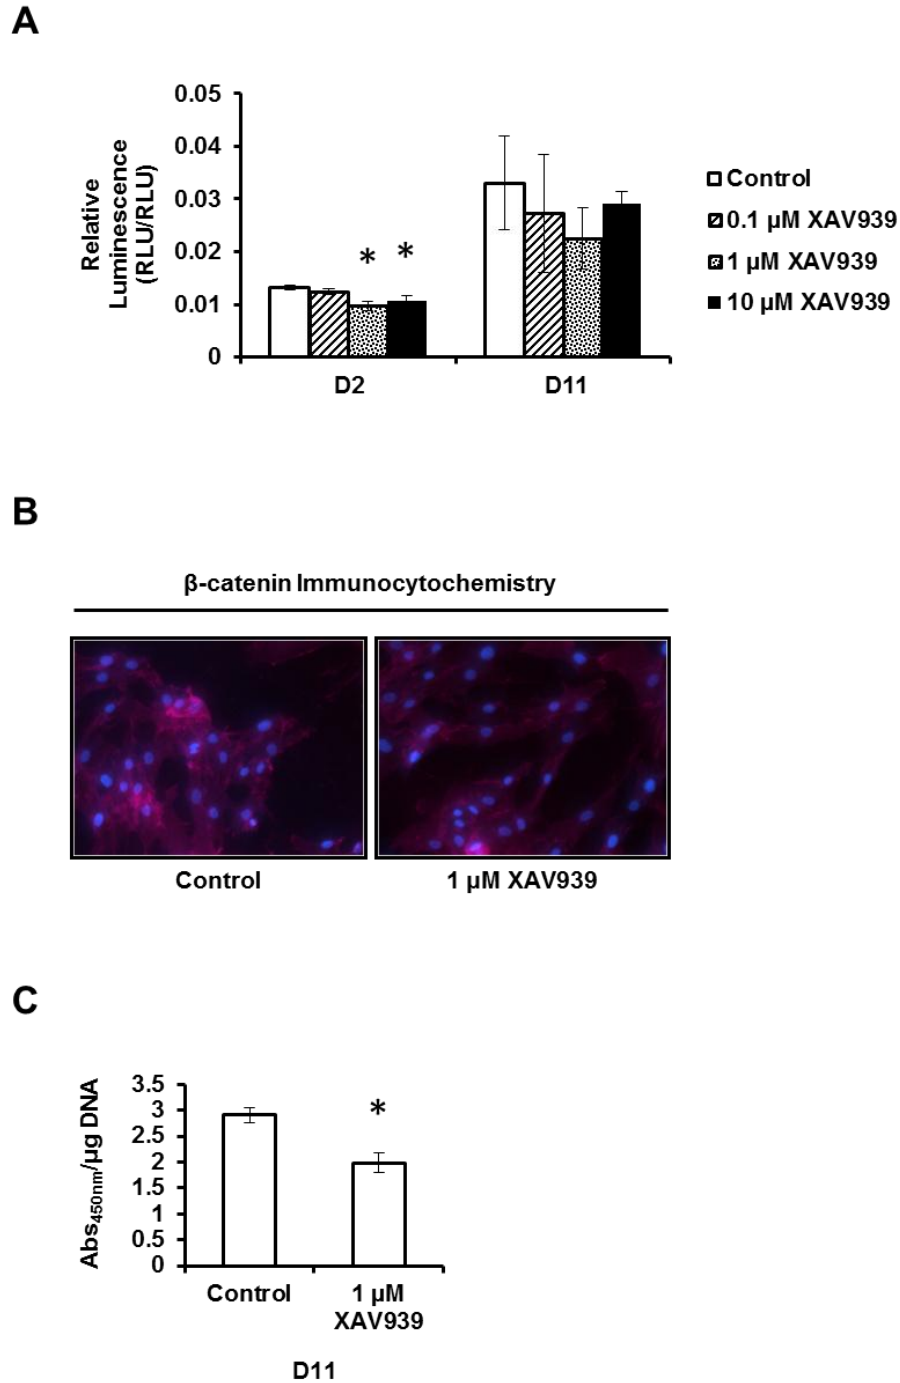 A
Relative
Luminescence
(RLU/RLU)
0.05
0.04
0.03
0.02
0.01
0
* *
D2
D11
Control
0.1 µM XAV939
1 µM XAV939
10 µM XAV939
B
β-catenin Immunocytochemistry
Control
1 µM XAV939
C
Abs450nm/µg DNA
3.5
3
2.5
2
1.5
1
0.5
0
*
Control
1 µM
XAV939
D11